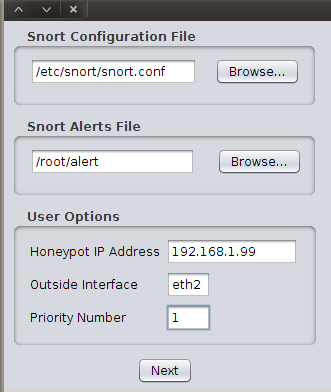 Snort Configuration File
/etc/snort/snort.conf Browse...
Snort Alerts File
/root/alert Browse...
User Options
Honeypot IP Address 192.168.1.99
Outside Interface eth2
Priority Number 1
Next